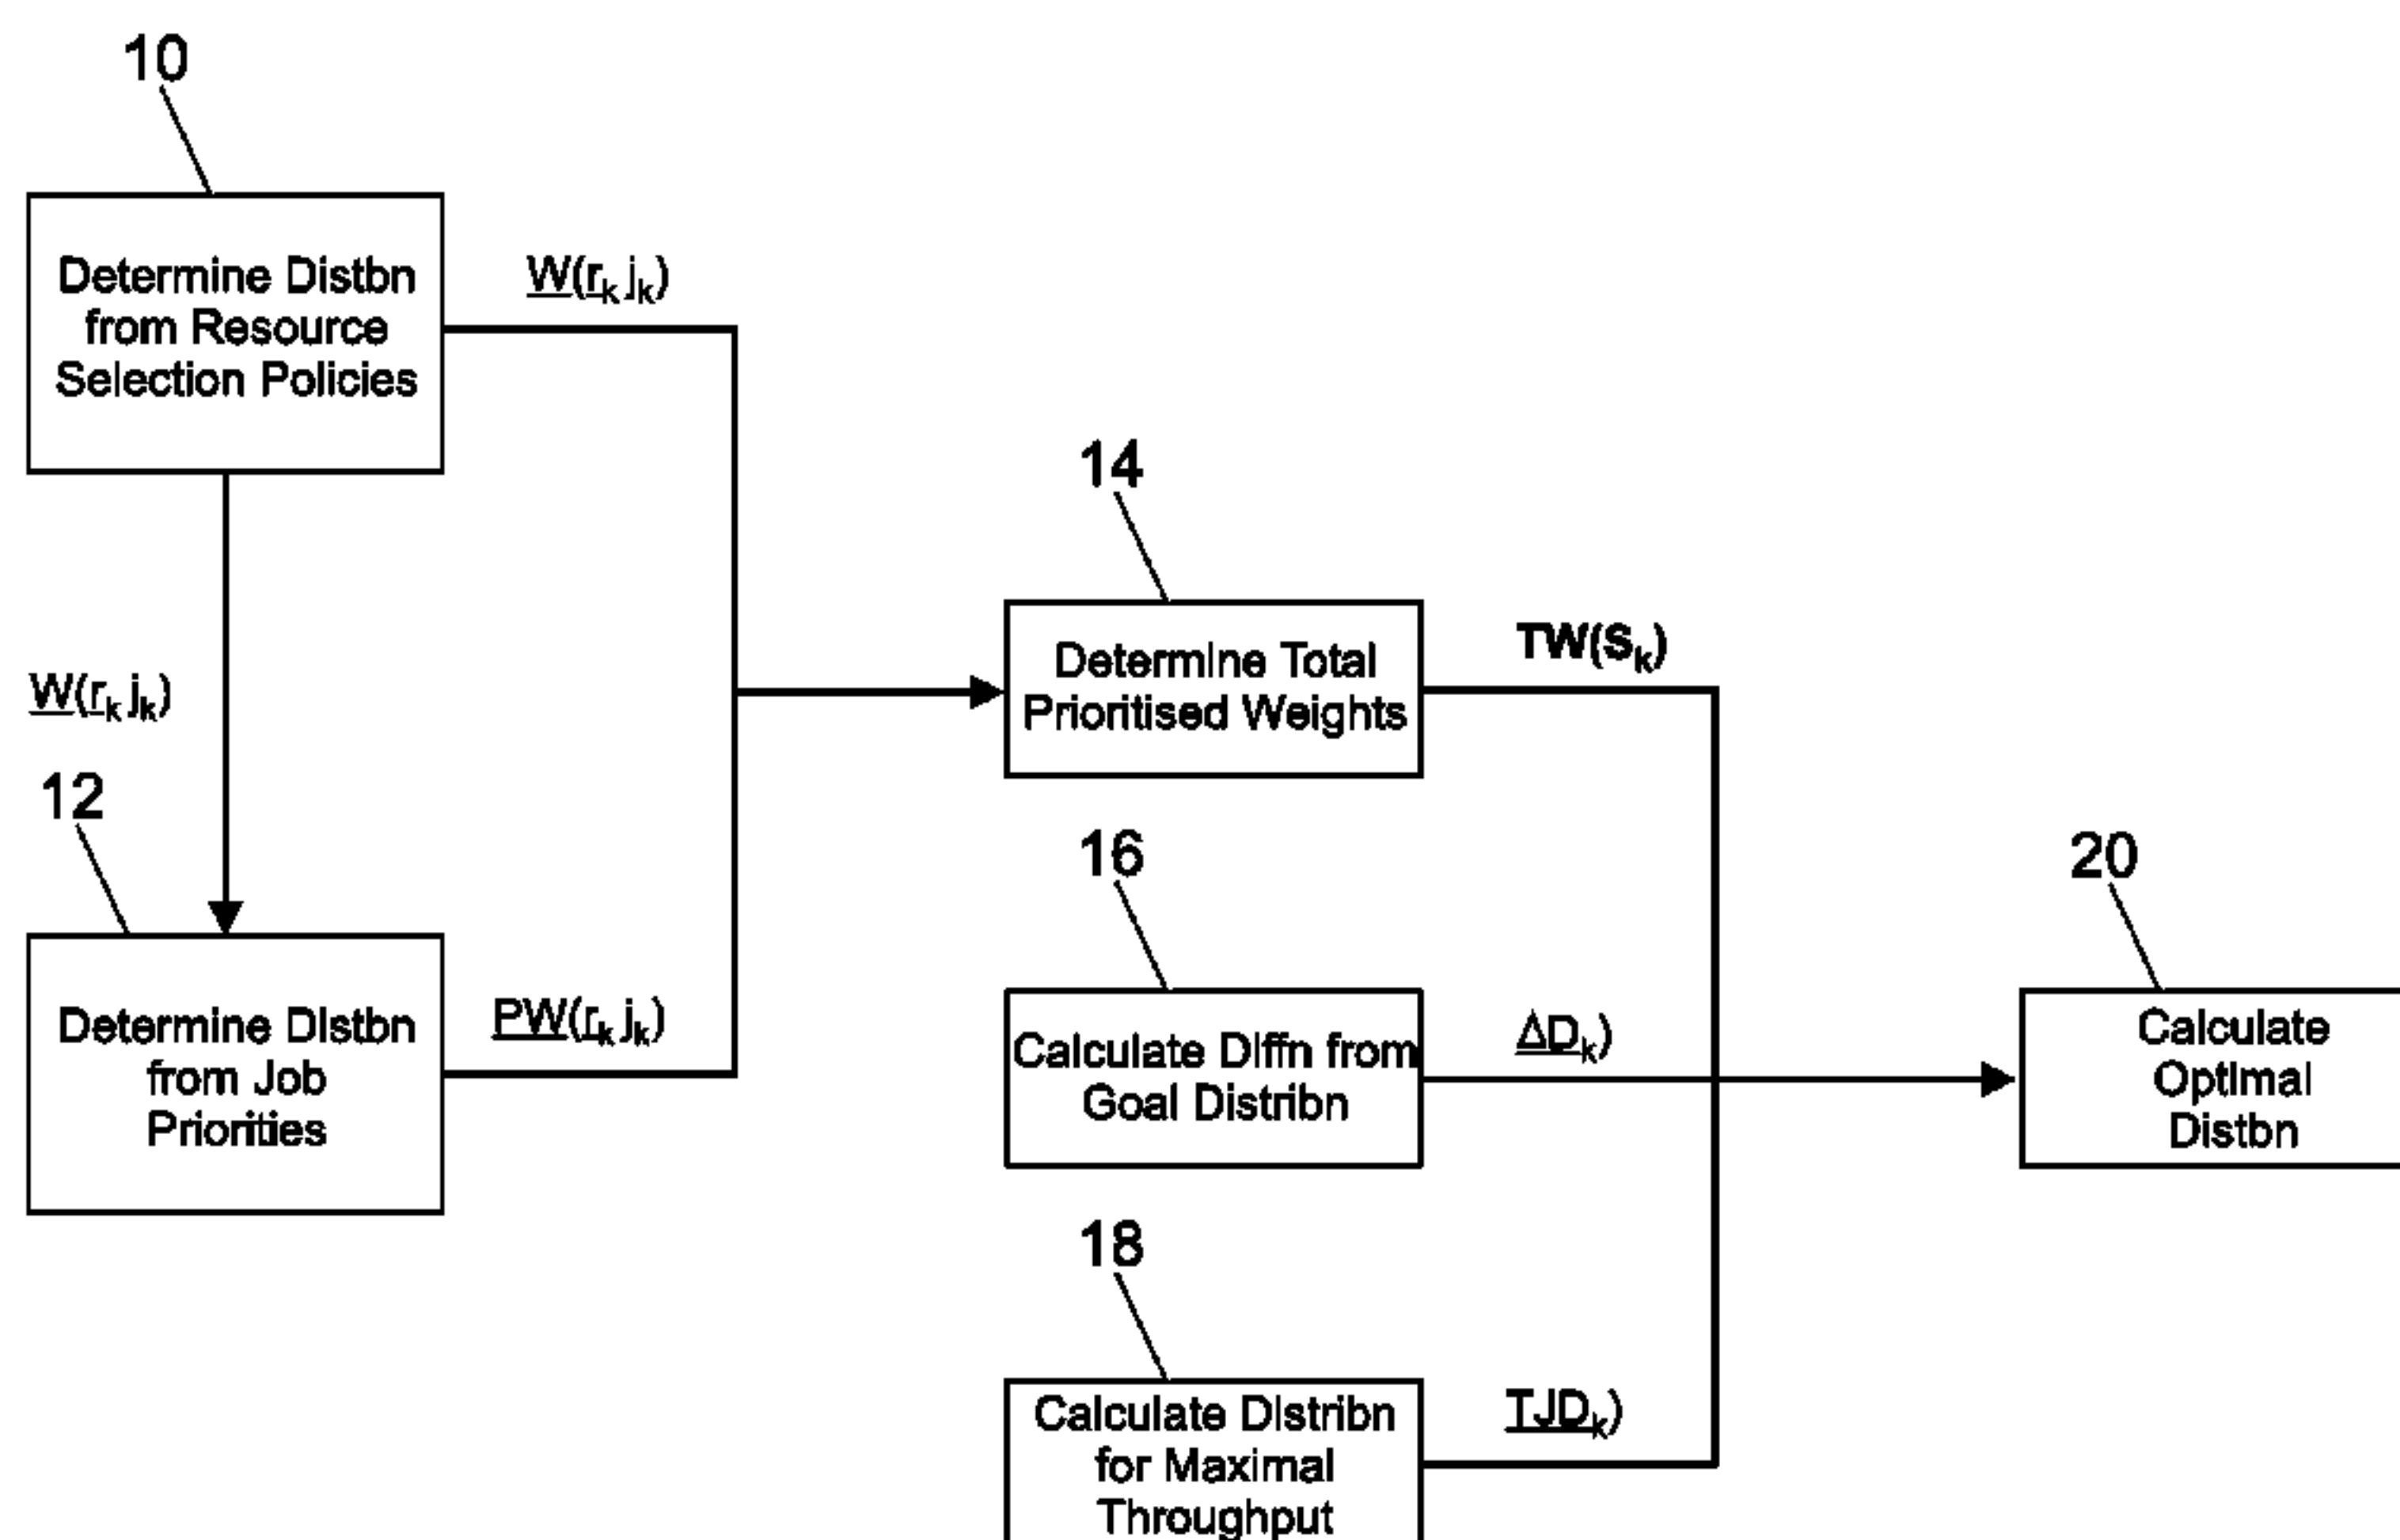 10
Determine Distbn
from Resource
Selection Policies
W(rk jk)
W(rk jk)
12
Determine Distbn
from Job
Priorities
PW(rk jk)
14
Determine Total
Prioritised Weights
TW(Sk)
16
Calculate Diffn from
Goal Distribn
ΔDk)
18
Calculate Distribn
for Maximal
Throughput
TJDk)
20
Calculate
Optimal
Distbn